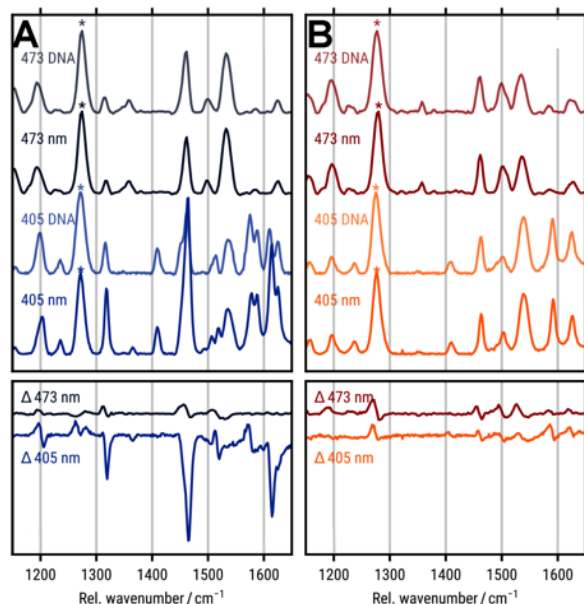 A
B
*
473 DNA
*
473 nm
*
405 DNA
*
405 nm
*
473 DNA
*
473 nm
*
405 DNA
*
405 nm
Δ 473 nm
Δ 405 nm
Δ 473 nm
Δ 405 nm
1200 1300 1400 1500 1600
1200 1300 1400 1500 1600
Rel. wavenumber / cm⁻¹
Rel. wavenumber / cm⁻¹